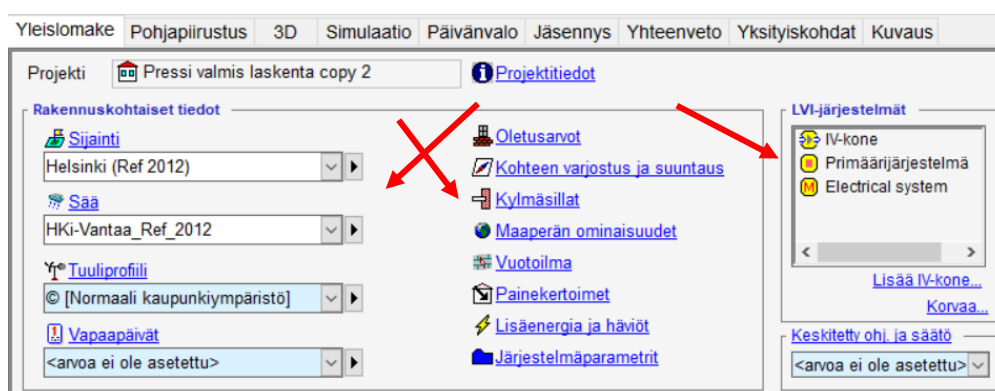 Yleislomake Pohjapiirustus 3D Simulaatio Päivänvalo Jäsennys Yhteenveto Yksityiskohdat Kuvaus
Projekti Pressi valmis laskenta copy 2 Projektitiedot
Rakennuskohtaiset tiedot
Sijainti
Helsinki (Ref 2012)
Sää
HKi-Vantaa_Ref_2012
Tuuliprofiili
© [Normaali kaupunkiympäristö]
Vapaapäivät
<arvoa ei ole asetettu>
Oletusarvot
Kohteen varjostus ja suuntaus
Kylmäsillat
Maaperän ominaisuudet
Vuotoilma
Painekertoimet
Lisäenergia ja häviöt
Järjestelmäparametrit
LVI-järjestelmät
IV-kone
Primäärijärjestelmä
M Electrical system
Lisää IV-kone...
Korvaa...
Keskitetty ohj. ja säätö
<arvoa ei ole asetettu>